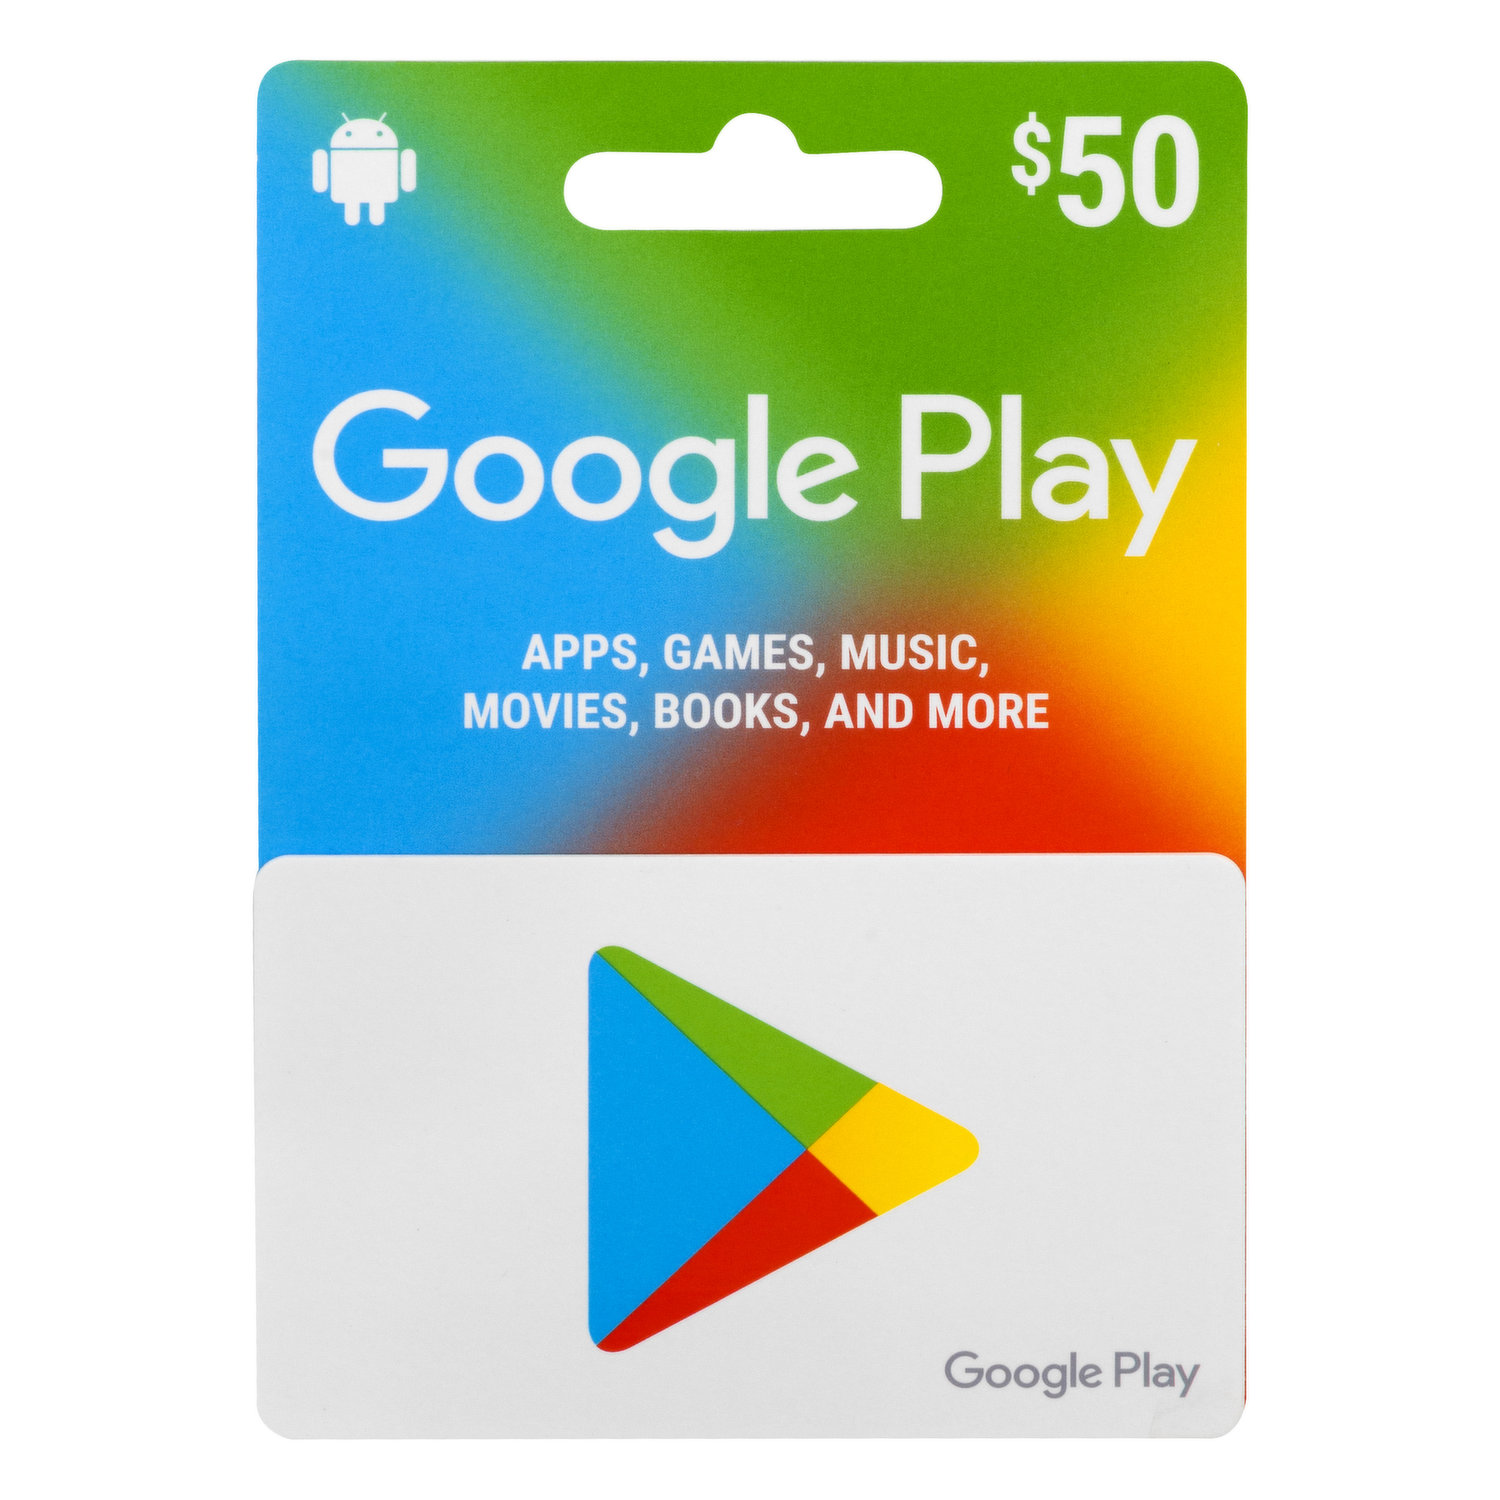 $50
Google Play
APPS, GAMES, MUSIC,
MOVIES, BOOKS, AND MORE
Google Play